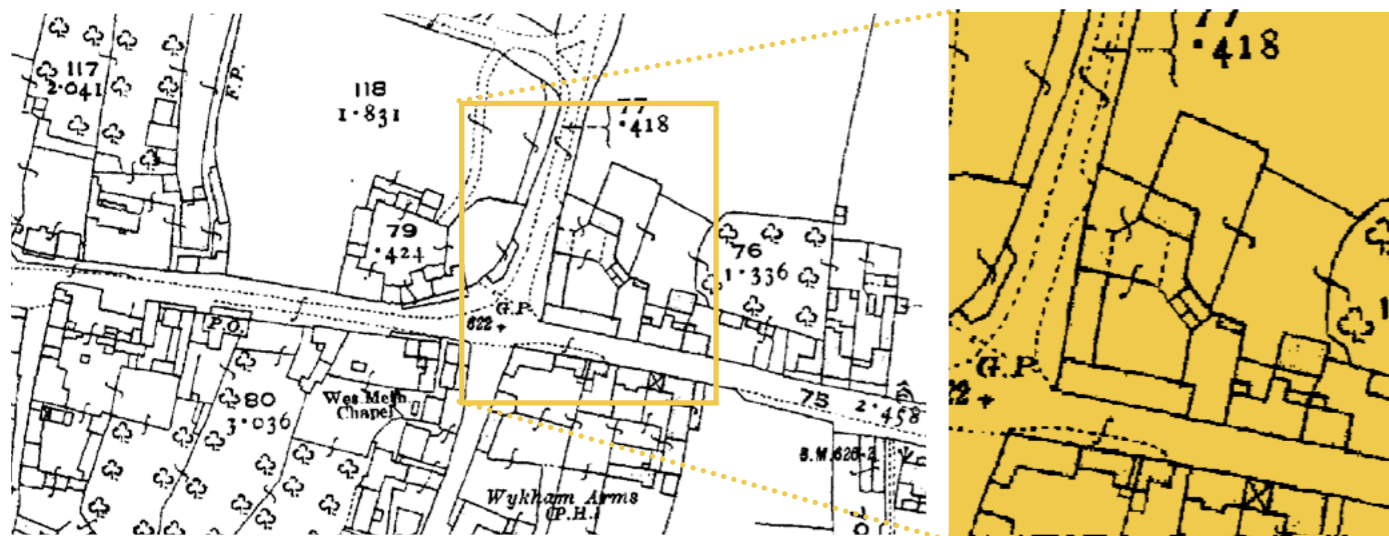 117
2·041
F.P.
118
1·831
77
·418
79
·424
76
1·336
G.P.
622
P.O.
80
3·036
Wes. Meth.
Chapel
75
2·458
B.M.626·2
Wykham Arms
(P.H.)
77
·418
G.P.
22
1